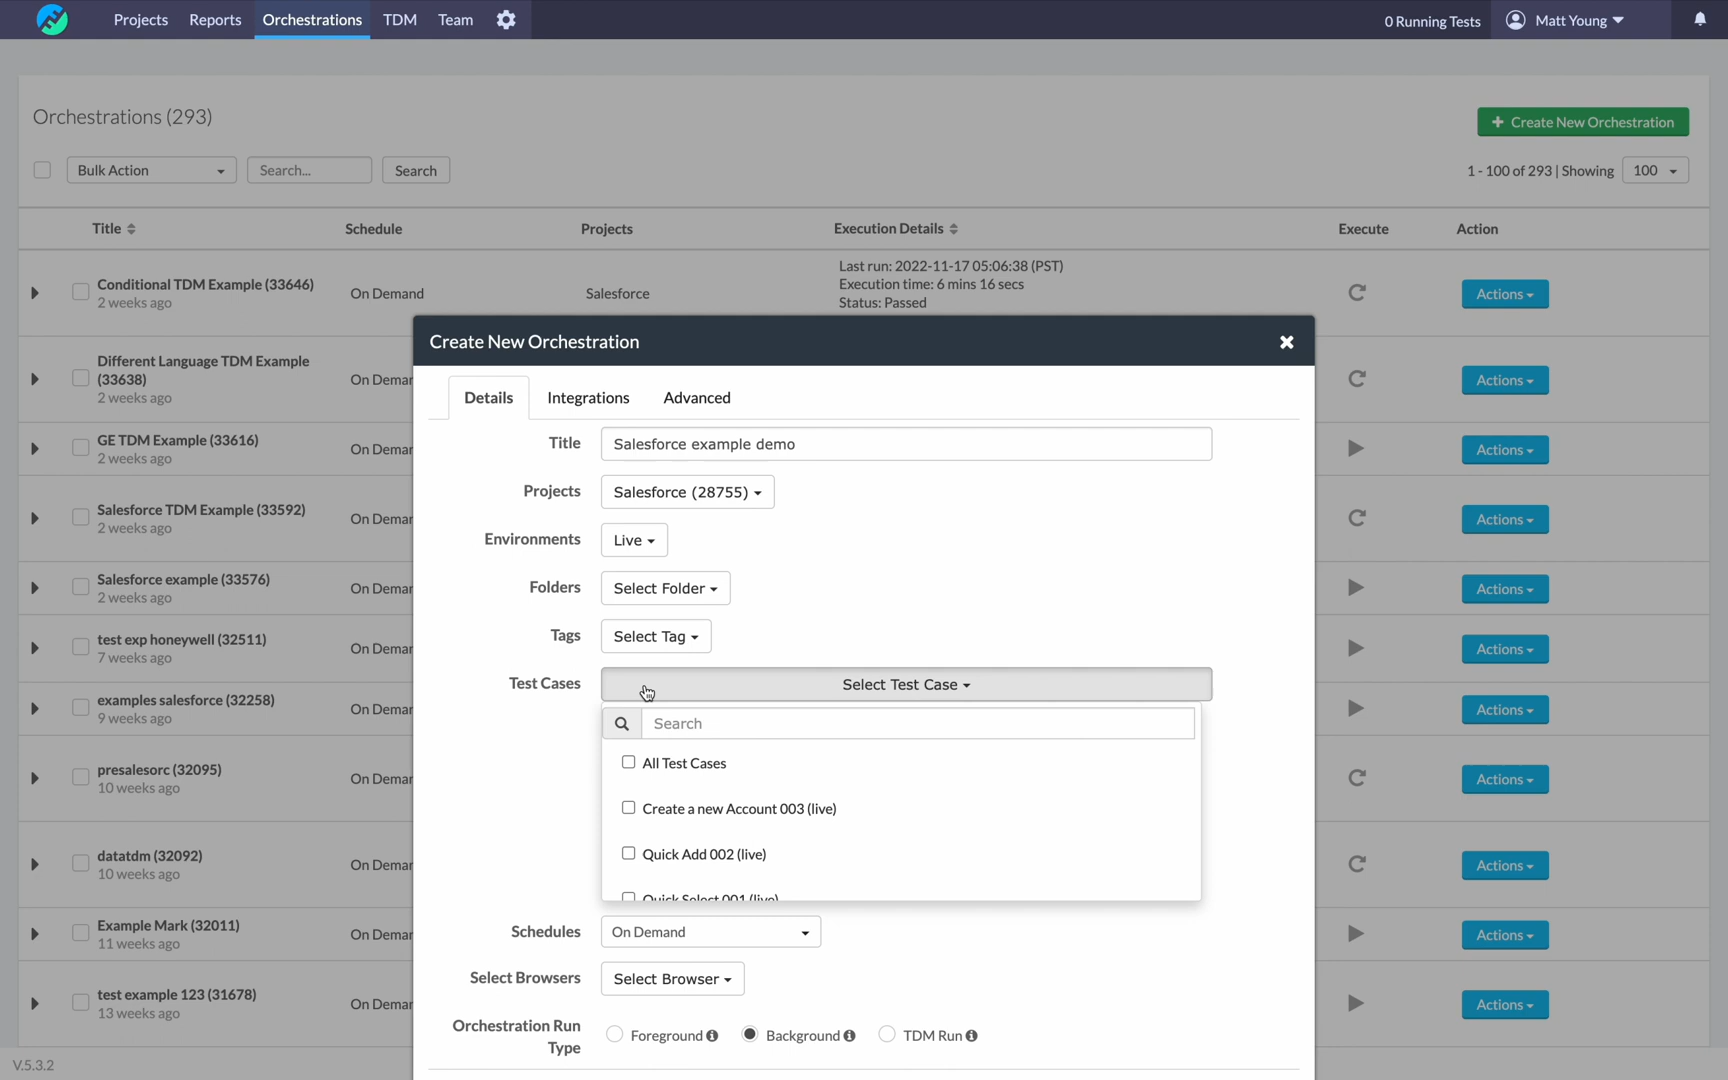 Projects Reports Orchestrations TDM Team 0 Running Tests Matt Young
Orchestrations (293)
+ Create New Orchestration
Bulk Action Search... Search 1 - 100 of 293 | Showing 100
Title Schedule Projects Execution Details Execute Action
Conditional TDM Example (33646)
2 weeks ago
On Demand
Salesforce
Last run: 2022-11-17 05:06:38 (PST)
Execution time: 6 mins 16 secs
Status: Passed
Actions
Different Language TDM Example
(33638)
2 weeks ago
On Demar
Actions
GE TDM Example (33616)
2 weeks ago
On Demar
Actions
Salesforce TDM Example (33592)
2 weeks ago
On Demar
Actions
Salesforce example (33576)
2 weeks ago
On Demar
Actions
test exp honeywell (32511)
7 weeks ago
On Demar
Actions
examples salesforce (32258)
9 weeks ago
On Demar
Actions
presalesorc (32095)
10 weeks ago
On Demar
Actions
datatdm (32092)
10 weeks ago
On Demar
Actions
Example Mark (32011)
11 weeks ago
On Demar
Actions
test example 123 (31678)
13 weeks ago
On Demar
Actions
V.5.3.2
Create New Orchestration
Details Integrations Advanced
Title Salesforce example demo
Projects Salesforce (28755)
Environments Live
Folders Select Folder
Tags Select Tag
Test Cases Select Test Case
Search
All Test Cases
Create a new Account 003 (live)
Quick Add 002 (live)
Quick Select 001 (live)
Schedules On Demand
Select Browsers Select Browser
Orchestration Run
Type
Foreground Background TDM Run